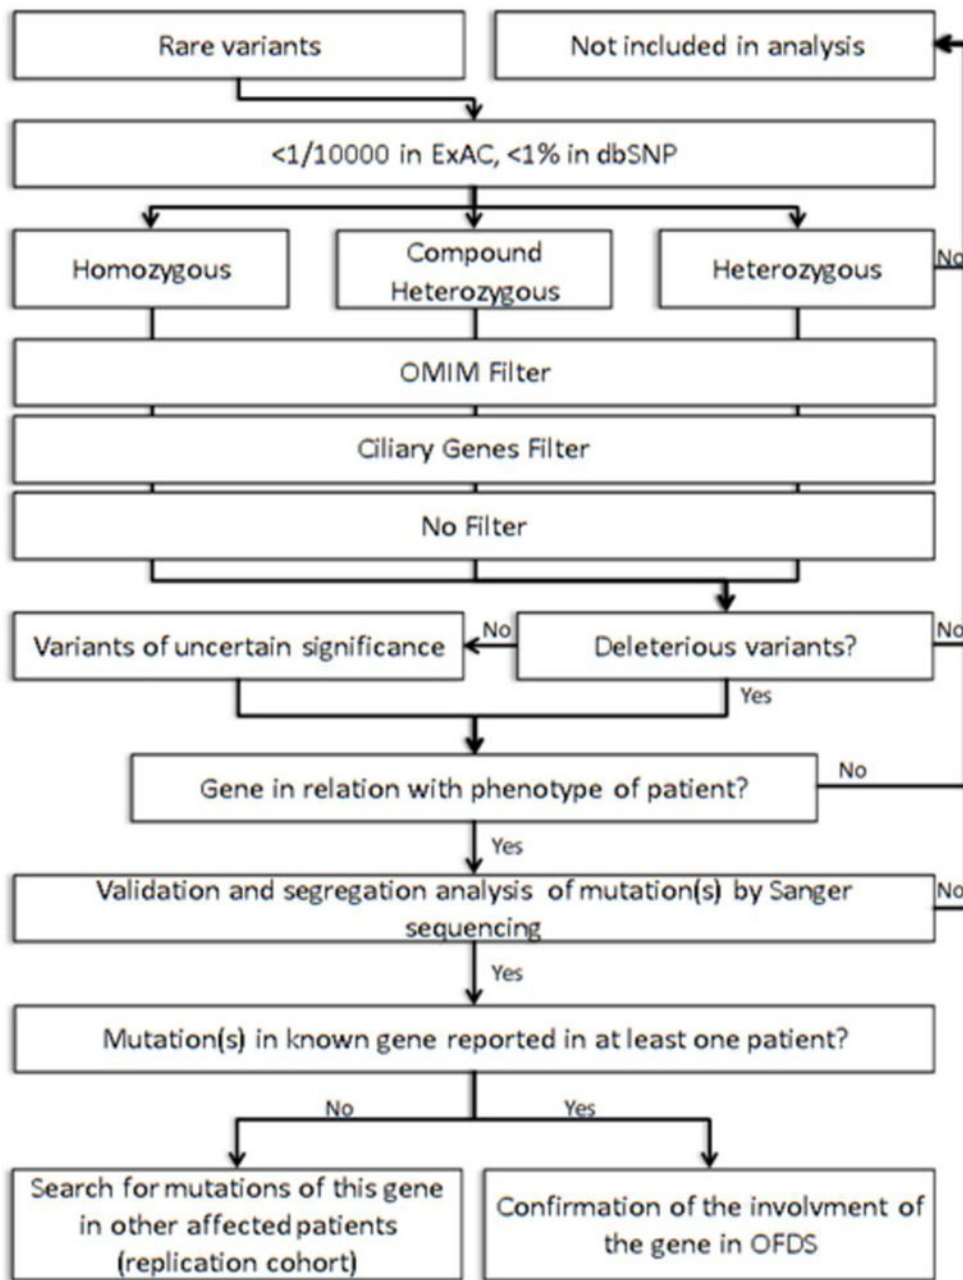 Rare variants
Not included in analysis
<1/10000 in ExAC, <1% in dbSNP
Homozygous
Compound
Heterozygous
Heterozygous
No
OMIM Filter
Ciliary Genes Filter
No Filter
Variants of uncertain significance
No
Deleterious variants?
No
Yes
Gene in relation with phenotype of patient?
No
Yes
Validation and segregation analysis of mutation(s) by Sanger
sequencing
No
Yes
Mutation(s) in known gene reported in at least one patient?
No
Yes
Search for mutations of this gene
in other affected patients
(replication cohort)
Confirmation of the involvment of
the gene in OFDS